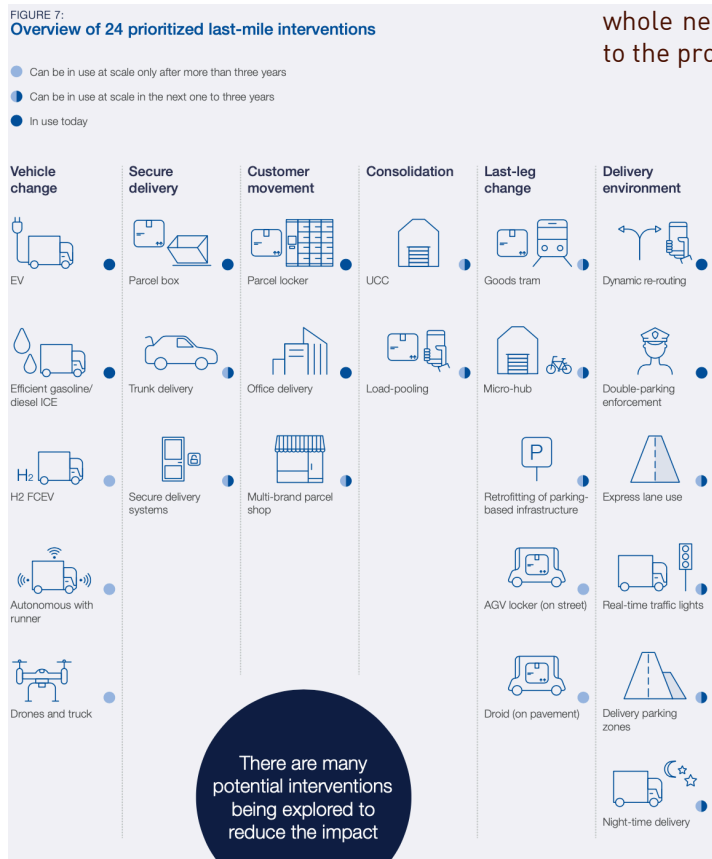 FIGURE 7:
Overview of 24 prioritized last-mile interventions
whole ne
to the pro
Can be in use at scale only after more than three years
Can be in use at scale in the next one to three years
In use today
Vehicle
change
EV
Efficient gasoline/
diesel ICE
H2
H2 FCEV
Autonomous with
runner
Drones and truck
Secure
delivery
Parcel box
Trunk delivery
Secure delivery
systems
Customer
movement
Parcel locker
Office delivery
Multi-brand parcel
shop
Consolidation
UCC
Load-pooling
Last-leg
change
Goods tram
Micro-hub
P
Retrofitting of parking-
based infrastructure
AGV locker (on street)
Droid (on pavement)
Delivery
environment
Dynamic re-routing
Double-parking
enforcement
Express lane use
Real-time traffic lights
Delivery parking
zones
Night-time delivery
There are many
potential interventions
being explored to
reduce the impact